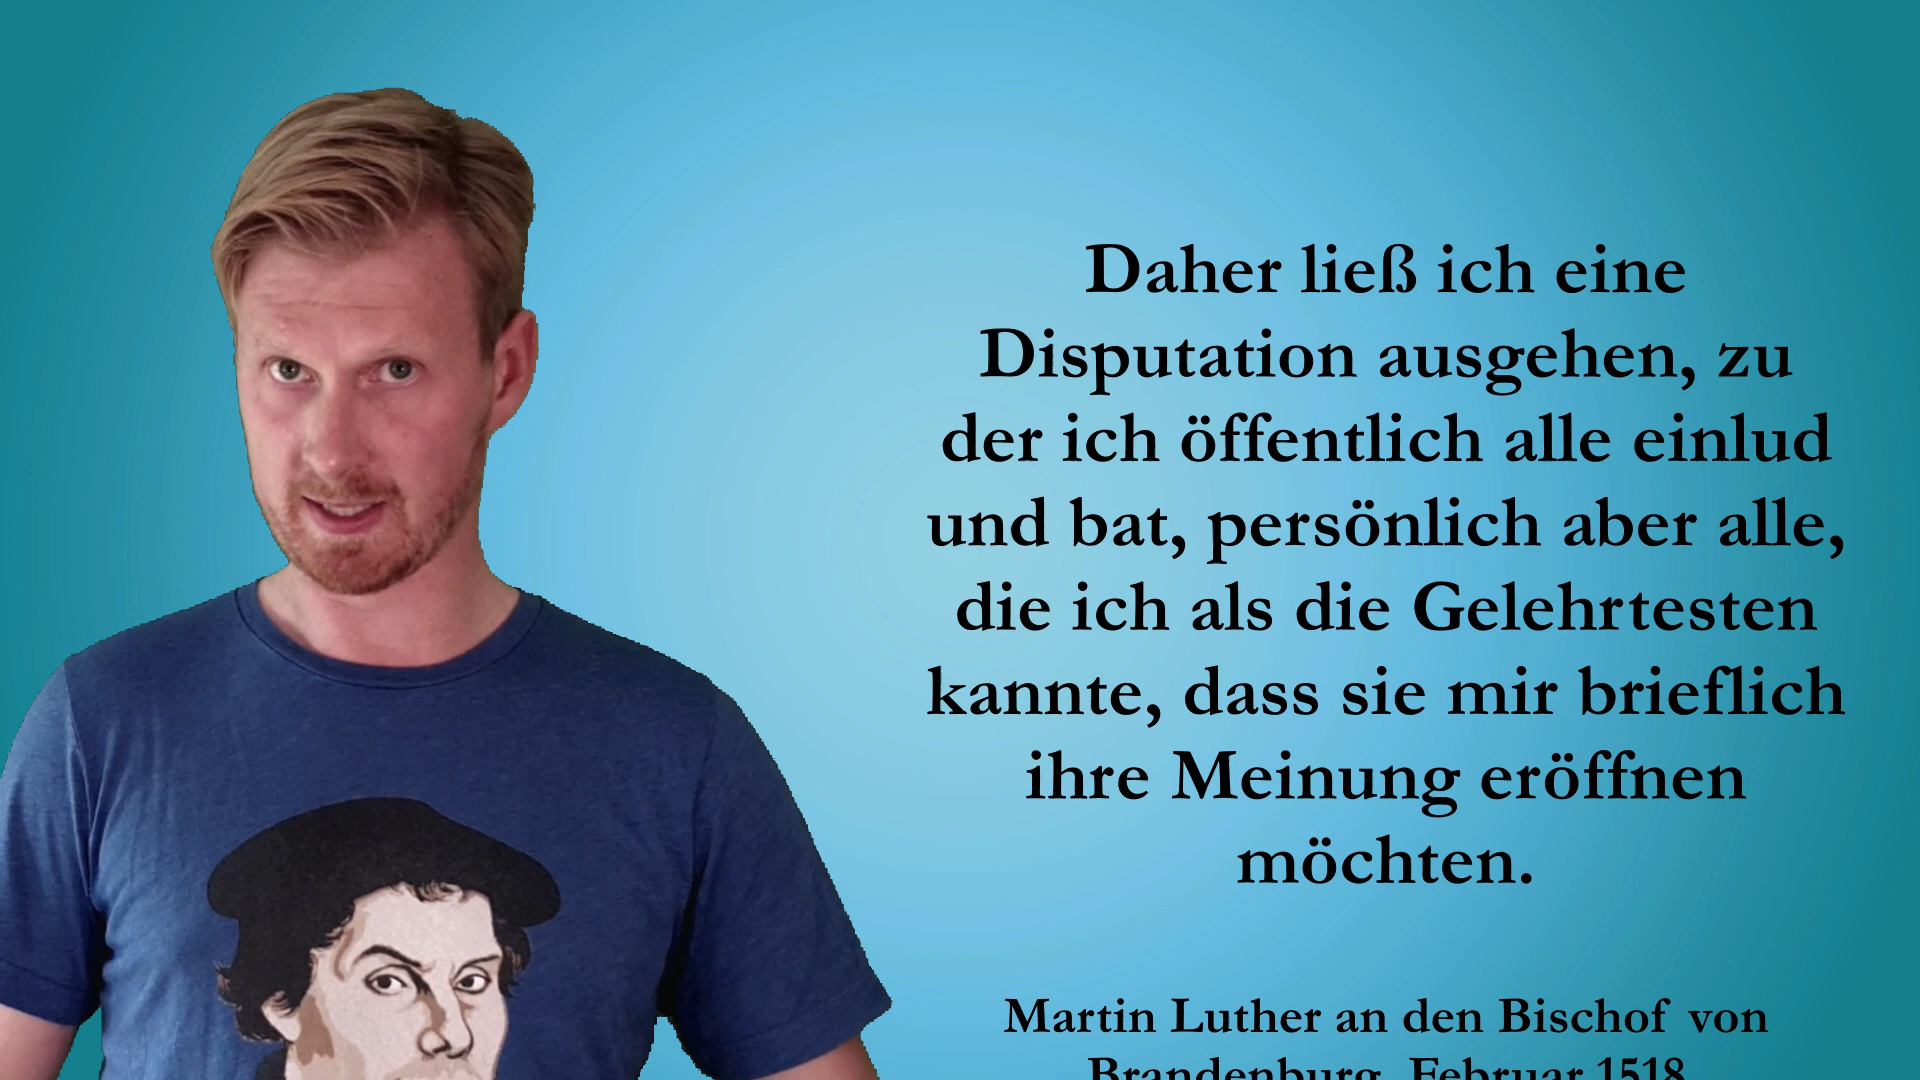 Daher ließ ich eine
Disputation ausgehen, zu
der ich öffentlich alle einlud
und bat, persönlich aber alle,
die ich als die Gelehrtesten
kannte, dass sie mir brieflich
ihre Meinung eröffnen
möchten.
Martin Luther an den Bischof von
Brandenburg, Februar 1518